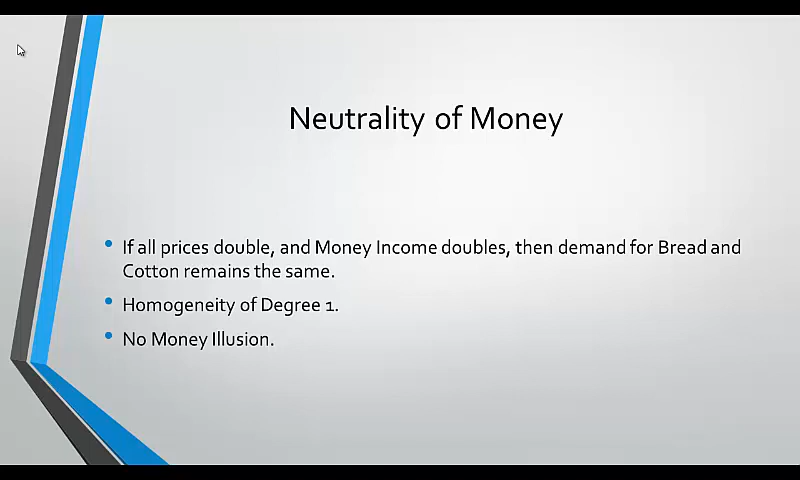 Neutrality of Money
If all prices double, and Money Income doubles, then demand for Bread and
Cotton remains the same.
Homogeneity of Degree 1.
No Money Illusion.